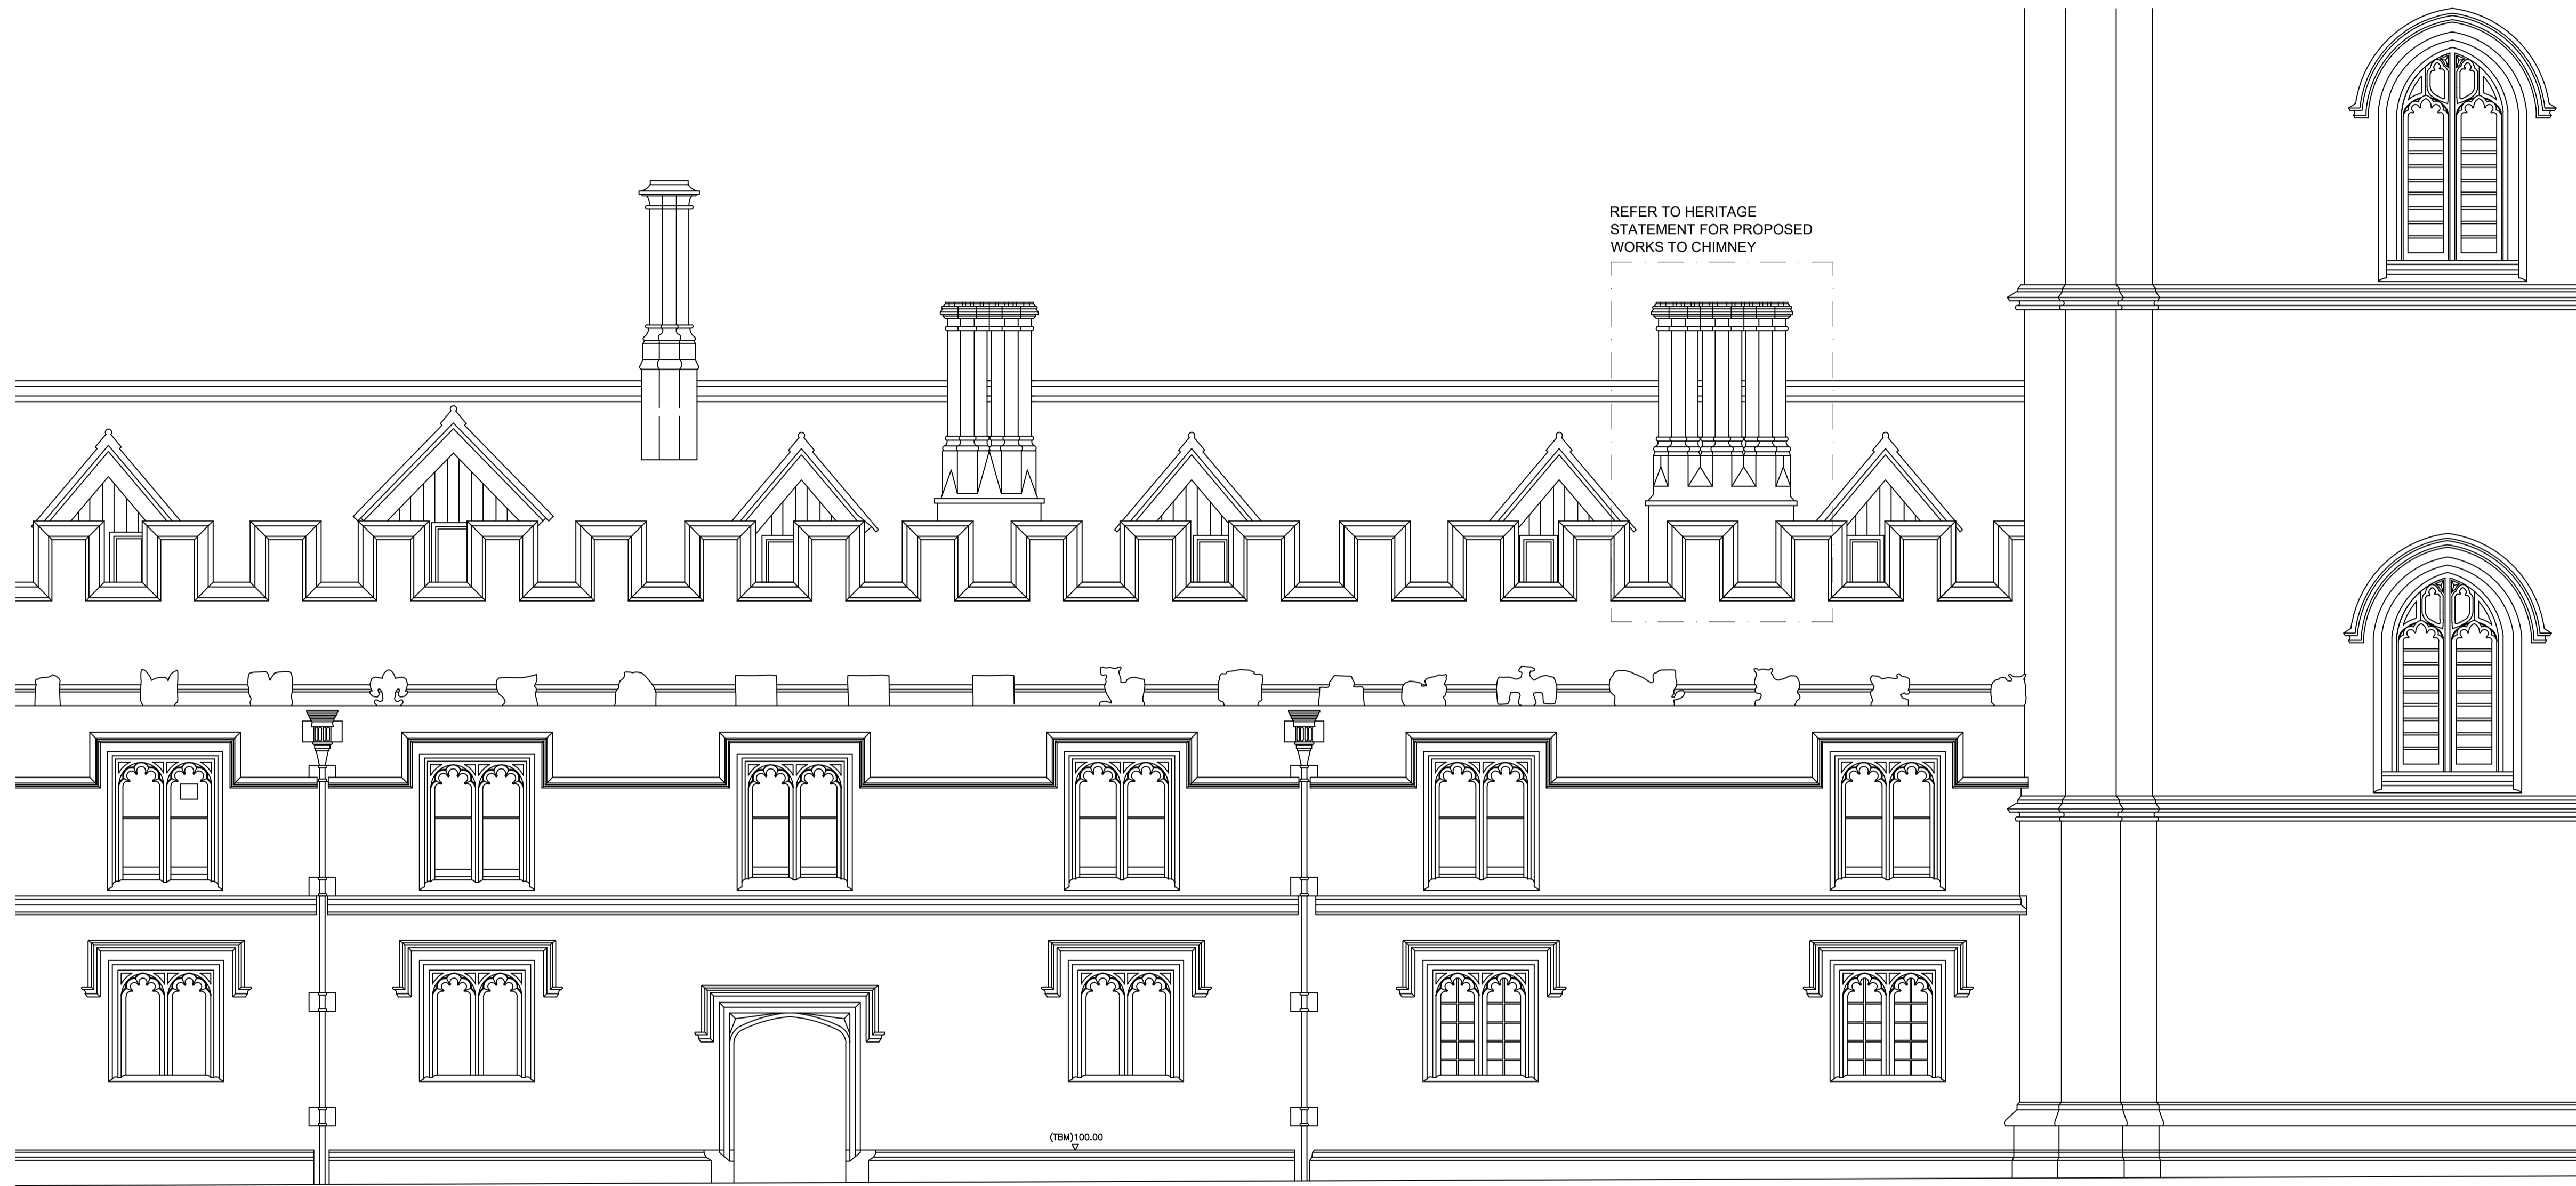 REFER TO HERITAGE
STATEMENT FOR PROPOSED
WORKS TO CHIMNEY
(TBM)100.00